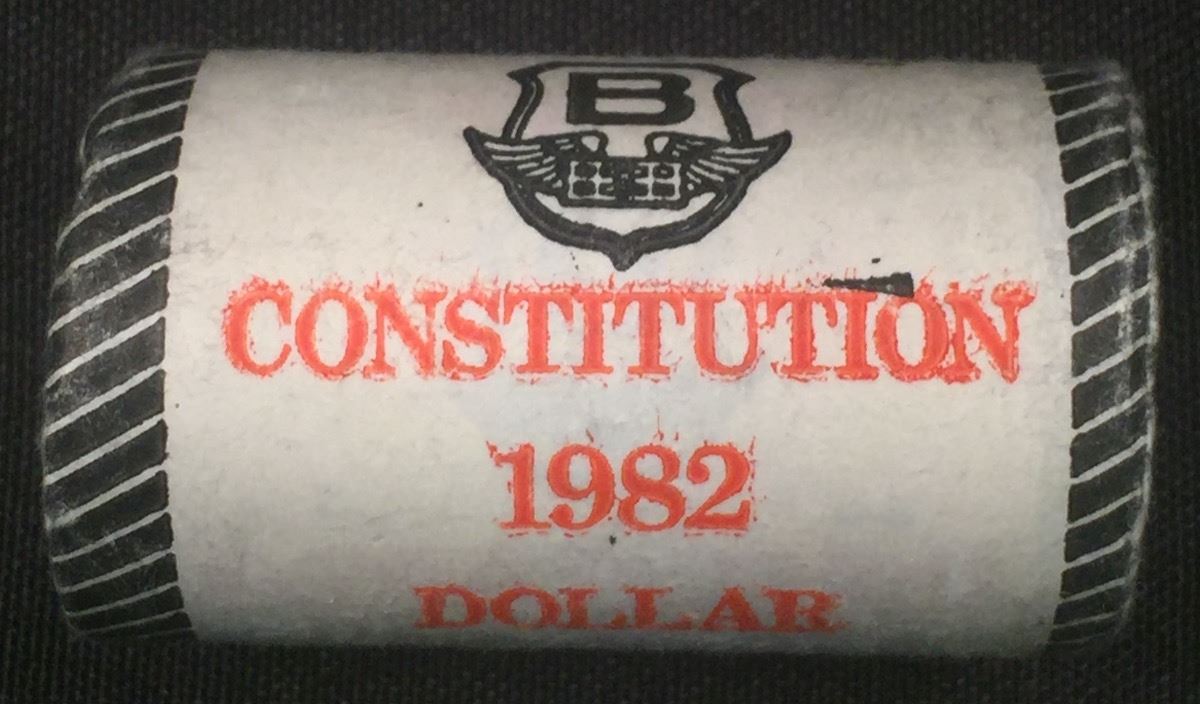 B
CONSTITUTION
1982
DOLLAR